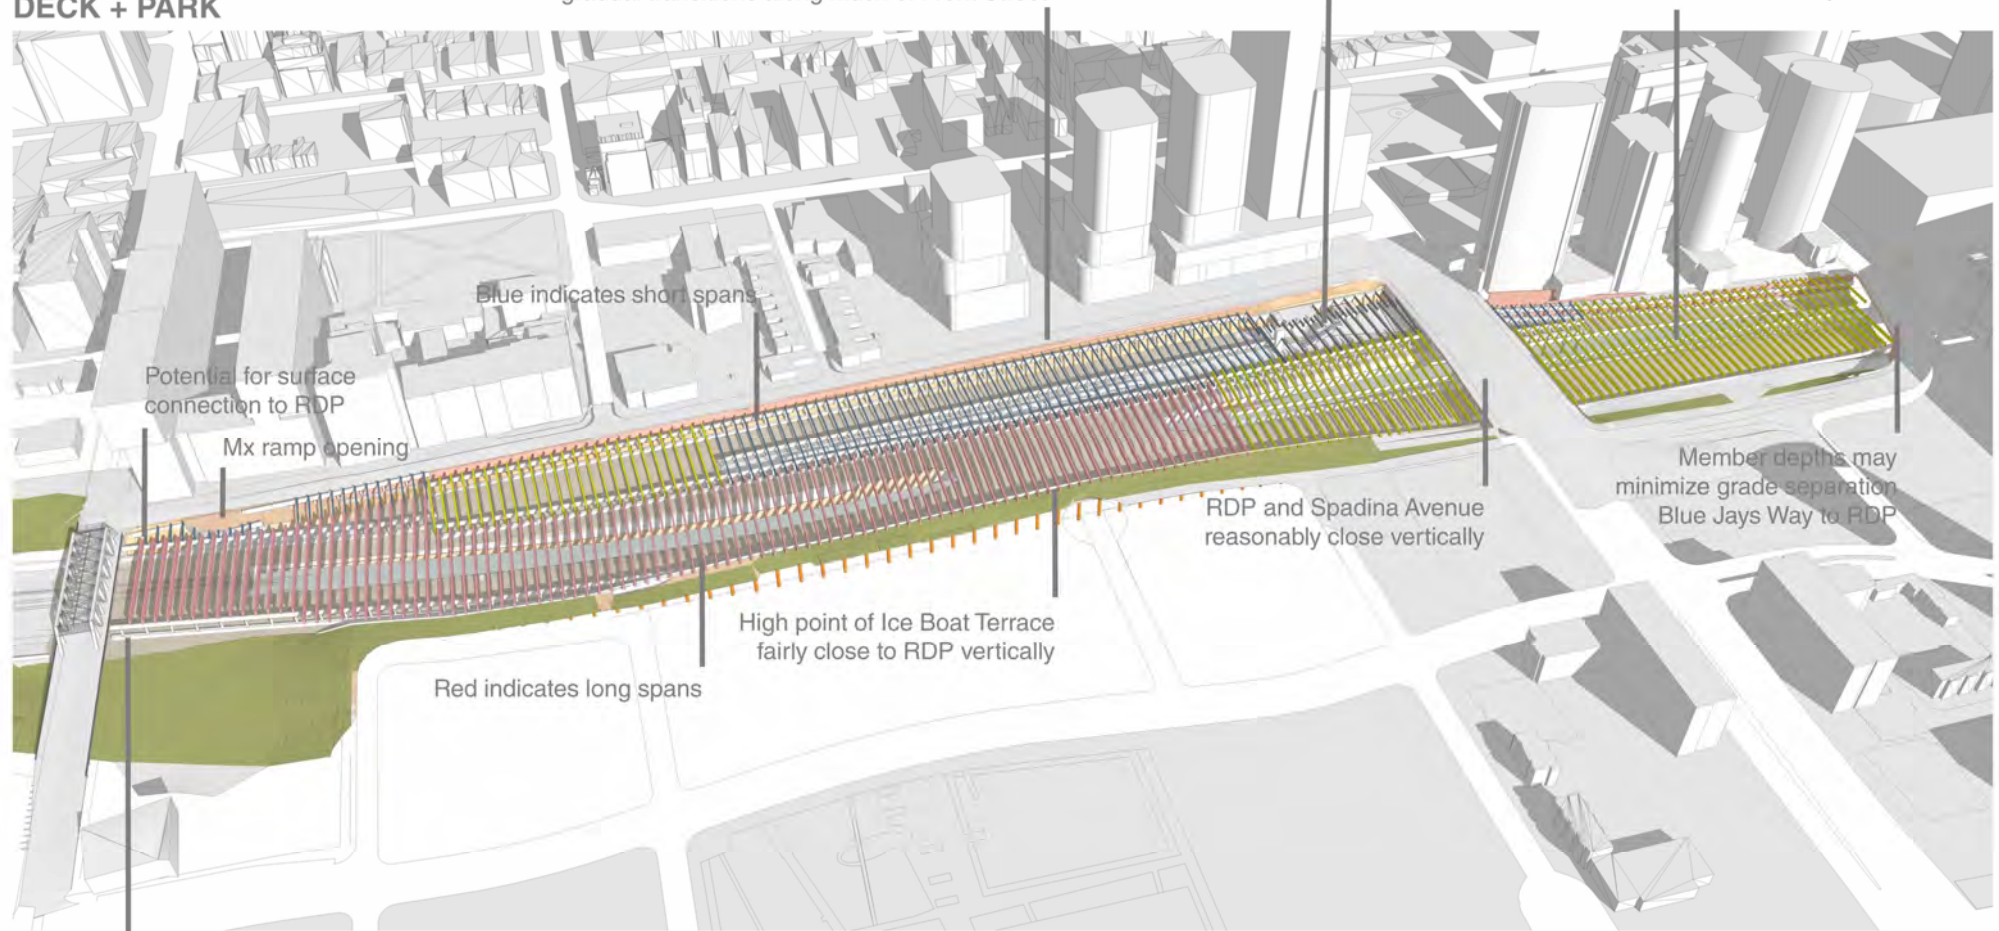 DECK + PARK
Blue indicates short spans
Potential for surface
connection to RDP
Mx ramp opening
Member depths may
minimize grade separation
Blue Jays Way to RDP
RDP and Spadina Avenue
reasonably close vertically
High point of Ice Boat Terrace
fairly close to RDP vertically
Red indicates long spans